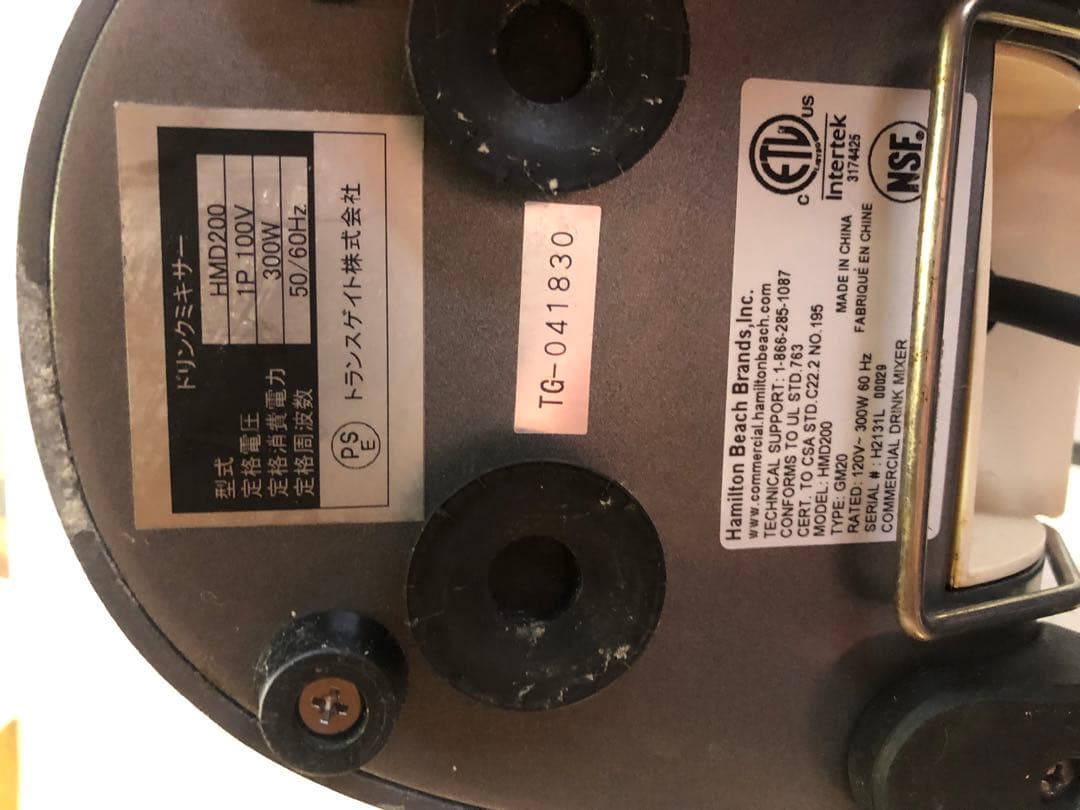 ドリンクミキサー
型式 HMD200
定格電圧 1P 100V
定格消費電力 300W
定格周波数 50/60Hz
PS
E
トランスゲイト株式会社
TG-041830
Hamilton Beach Brands,Inc.
www.commercial.hamiltonbeach.com
TECHNICAL SUPPORT: 1-866-285-1087
CONFORMS TO UL STD.763
CERT. TO CSA STD.C22.2 NO.195
MODEL: HMD200
TYPE: GM20
RATED: 120V~ 300W 60 Hz
SERIAL # : H2131L 00029
COMMERCIAL DRINK MIXER
MADE IN CHINA
FABRIQUÉ EN CHINE
ETL
C US
Intertek
3174425
NSF